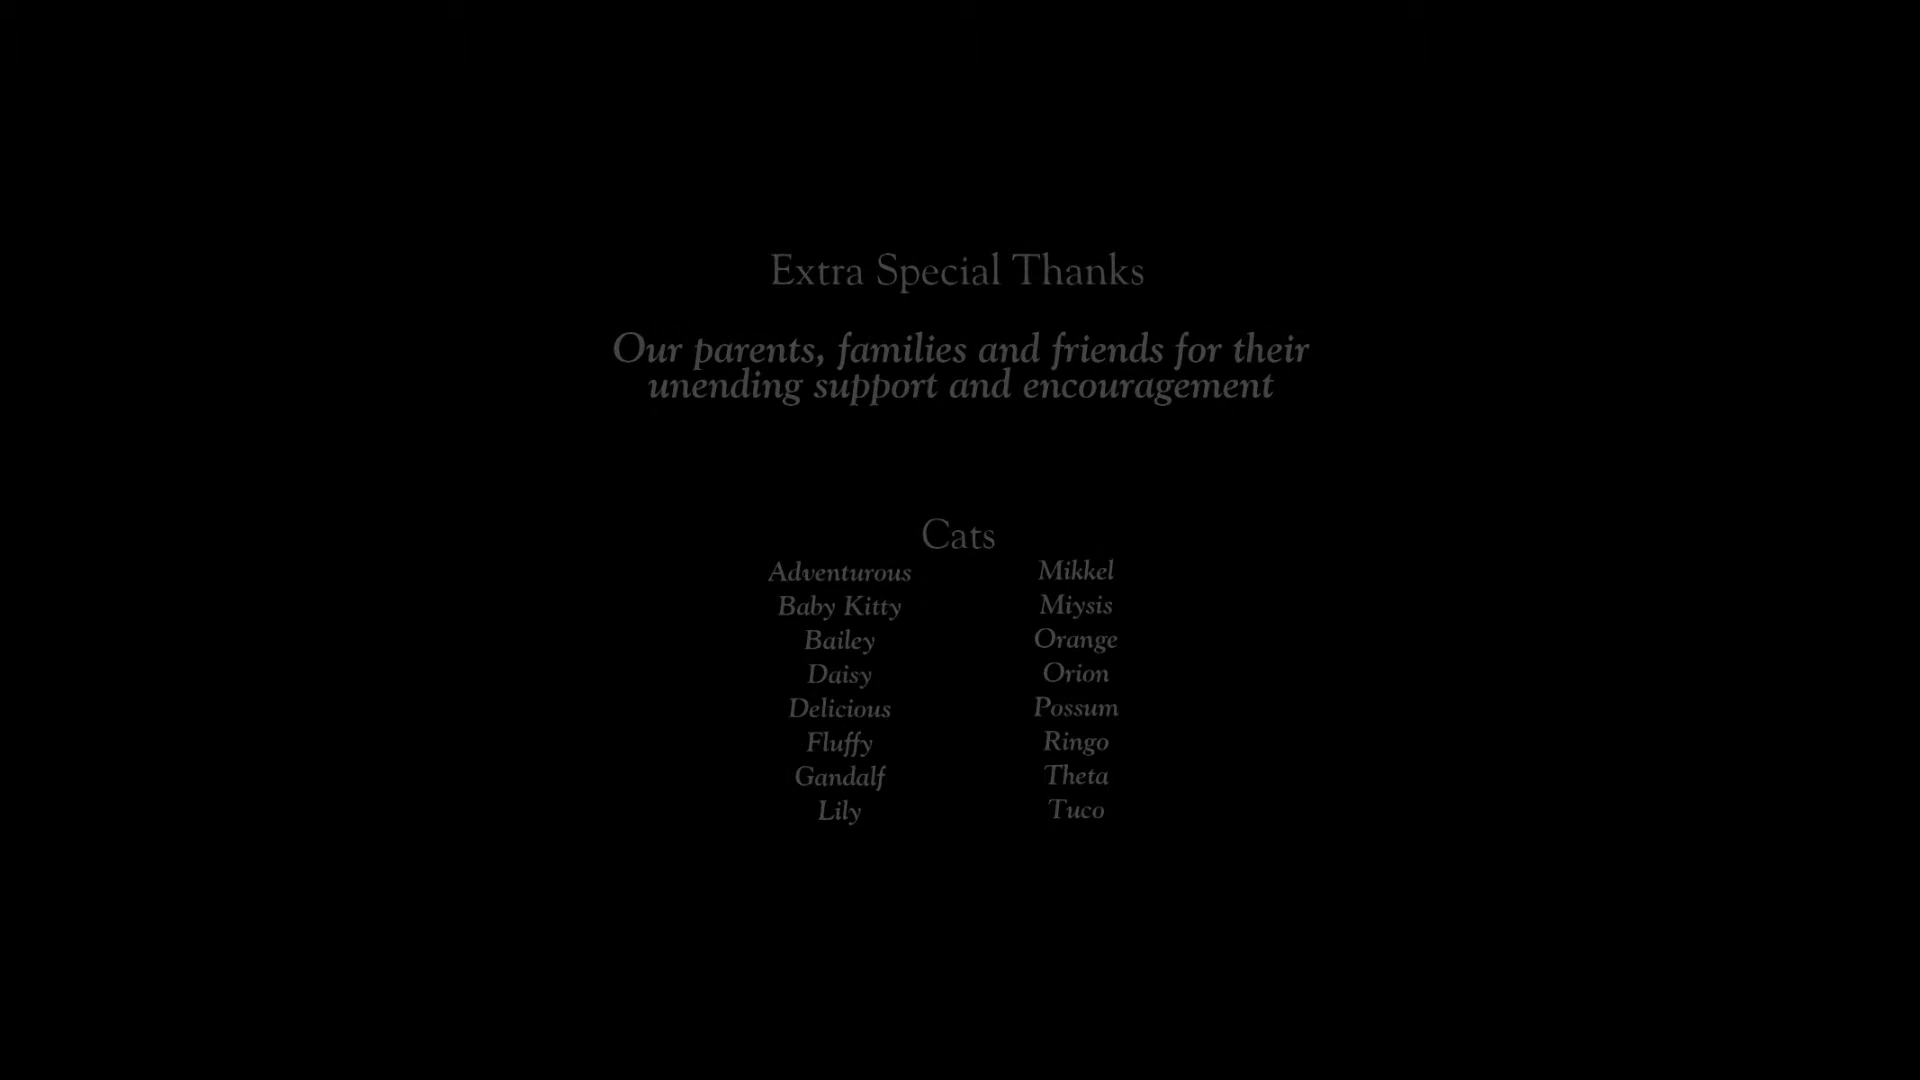 Extra Special Thanks
Our parents, families and friends for their
unending support and encouragement
Cats
Adventurous
Baby Kitty
Bailey
Daisy
Delicious
Fluffy
Gandalf
Lily
Mikkel
Miysis
Orange
Orion
Possum
Ringo
Theta
Tuco